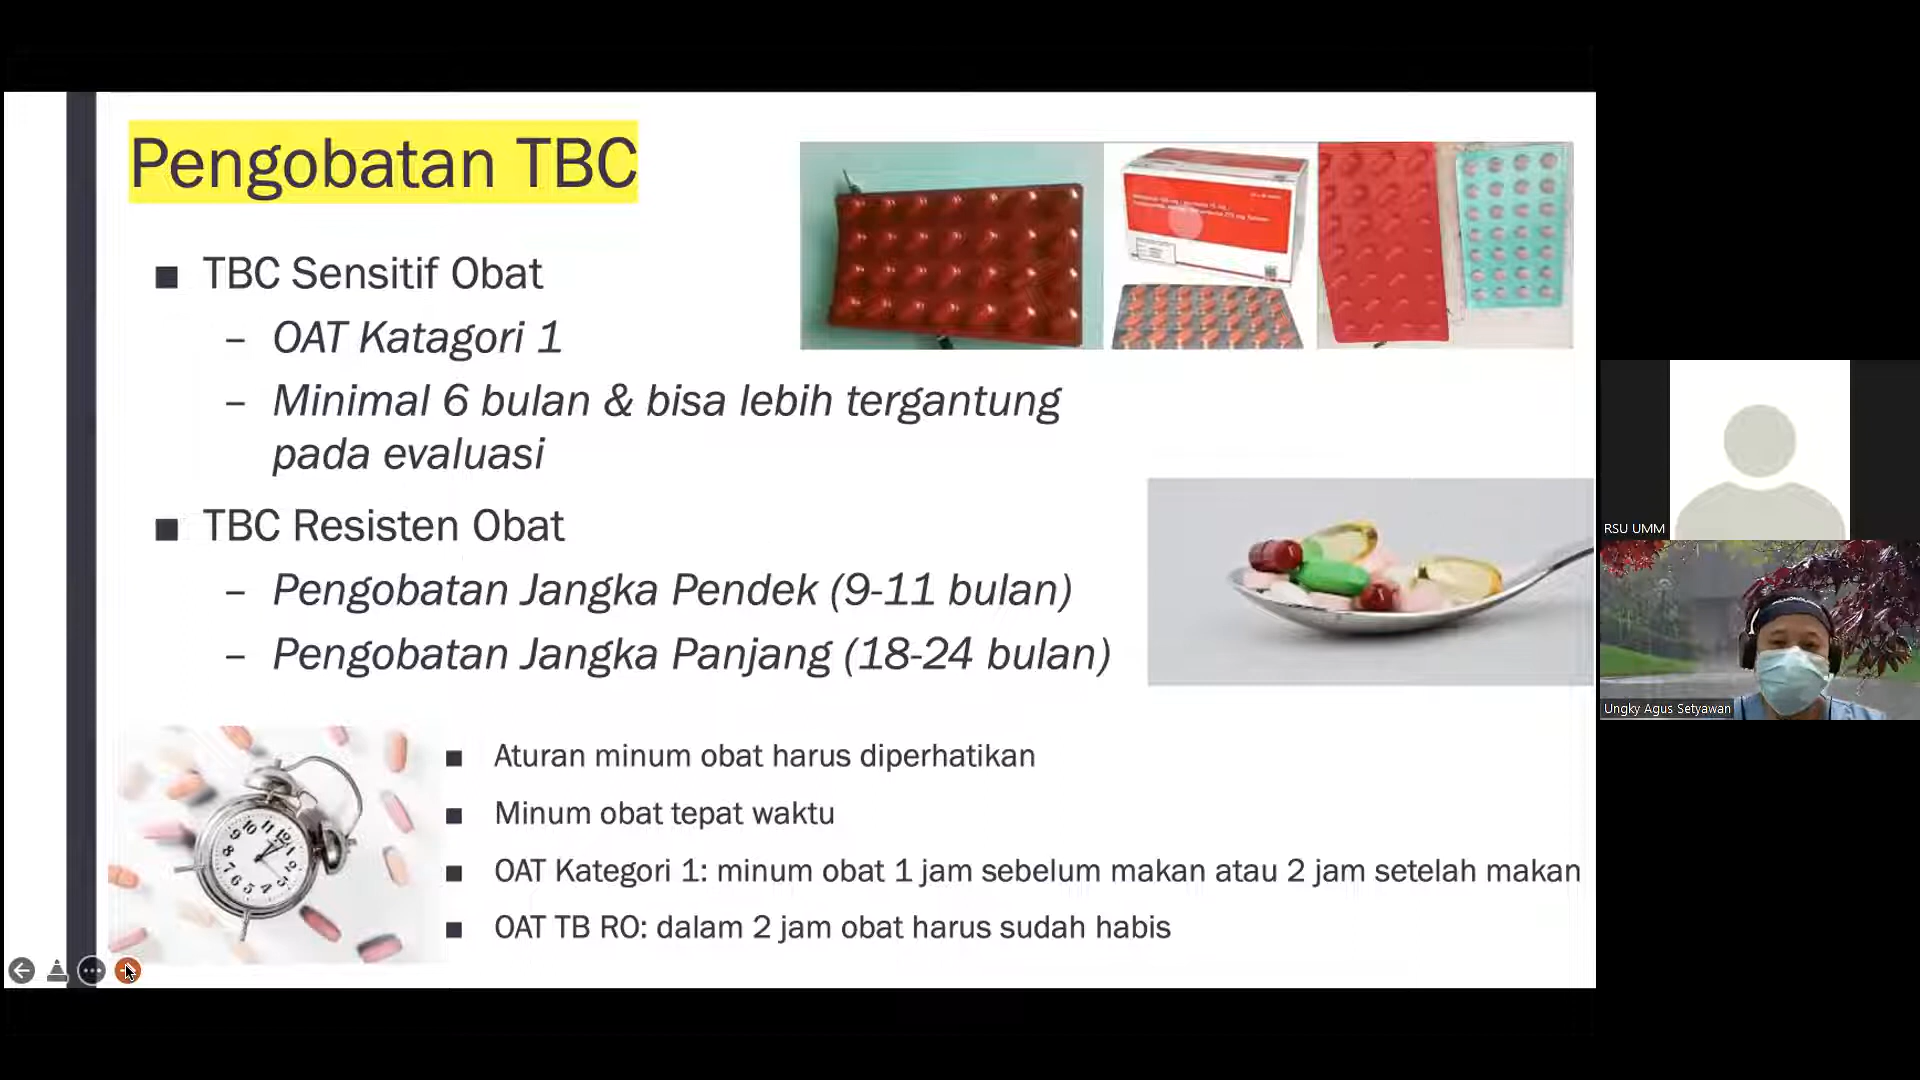 Pengobatan TBC
■ TBC Sensitif Obat
– OAT Katagori 1
– Minimal 6 bulan & bisa lebih tergantung
pada evaluasi
■ TBC Resisten Obat
– Pengobatan Jangka Pendek (9-11 bulan)
– Pengobatan Jangka Panjang (18-24 bulan)
■ Aturan minum obat harus diperhatikan
■ Minum obat tepat waktu
■ OAT Kategori 1: minum obat 1 jam sebelum makan atau 2 jam setelah makan
■ OAT TB RO: dalam 2 jam obat harus sudah habis
RSU UMM
Ungky Agus Setyawan